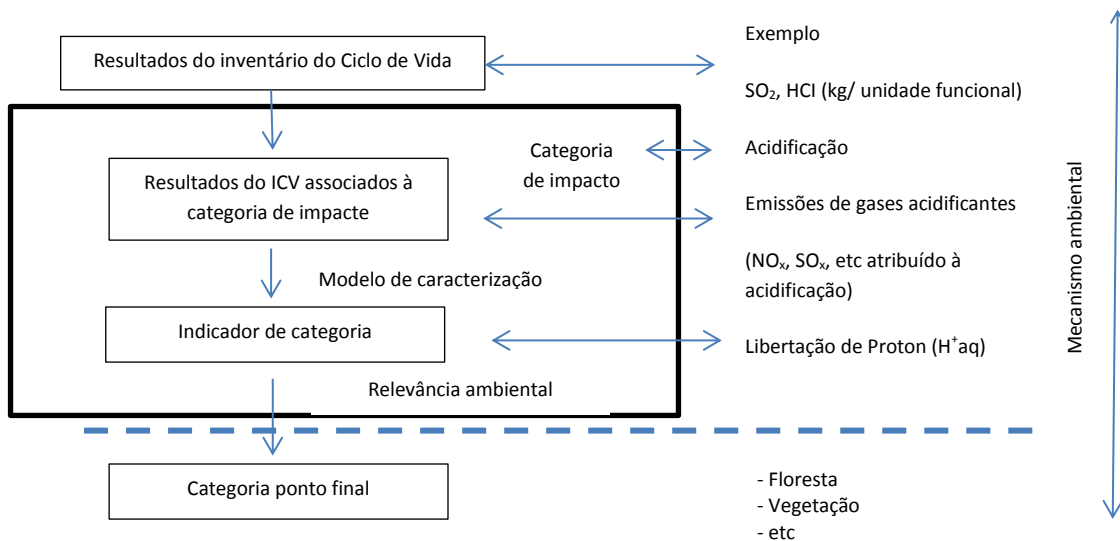 Exemplo
Resultados do inventário do Ciclo de Vida
SO₂, HCl (kg/ unidade funcional)
Categoria
de impacto
Acidificação
Resultados do ICV associados à
categoria de impacte
Emissões de gases acidificantes
(NOₓ, SOₓ, etc atribuído à
acidificação)
Modelo de caracterização
Indicador de categoria
Libertação de Proton (H⁺aq)
Relevância ambiental
Categoria ponto final
- Floresta
- Vegetação
- etc
Mecanismo ambiental